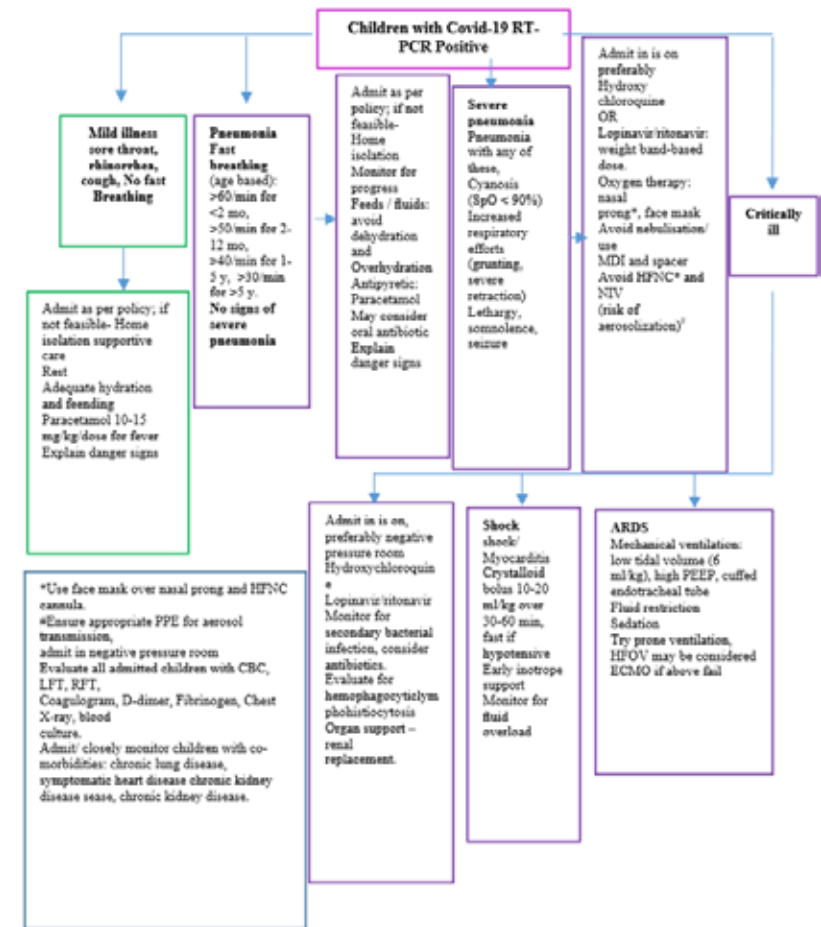 Children with Covid-19 RT-
PCR Positive
Mild illness
sore throat,
rhinorrhea,
cough, No fast
Breathing
Admit as per policy; if
not feasible- Home
isolation supportive
care
Rest
Adequate hydration
and feending
Paracetamol 10-15
mg/kg/dose for fever
Explain danger signs
Pneumonia
Fast
breathing
(age based):
>60/min for
<2 mo,
>50/min for 2-
12 mo,
>40/min for 1-
5 y, >30/min
for >5 y.
No signs of
severe
pneumonia
Admit as per
policy; if not
feasible-
Home
isolation
Monitor for
progress
Feeds / fluids:
avoid
dehydration
and
Overhydration
Antipyretic:
Paracetamol
May consider
oral antibiotic
Explain
danger signs
Severe
pneumonia
Pneumonia
with any of
these,
Cyanosis
(SpO < 90%)
Increased
respiratory
efforts
(grunting,
severe
retraction)
Lethargy,
somnolence,
seizure
Admit in is on
preferably
Hydroxy
chloroquine
OR
Lopinavir/ritonavir:
weight band-based
dose.
Oxygen therapy:
nasal
prong*, face mask
Avoid nebulisation/
use
MDI and spacer
Avoid HFNC* and
NIV
(risk of
aerosolization)
Critically
ill
Admit in is on,
preferably negative
pressure room
Hydroxychloroquin
e
Lopinavir/ritonavir
Monitor for
secondary bacterial
infection, consider
antibiotics.
Evaluate for
hemophagocyticlym
phohistiocytosis
Organ support –
renal
replacement.
Shock
shock/
Myocarditis
Crystalloid
bolus 10-20
ml/kg over
30-60 min,
fast if
hypotensive
Early inotrope
support
Monitor for
fluid
overload
ARDS
Mechanical ventilation:
low tidal volume (6
ml/kg), high PEEP, cuffed
endotracheal tube
Fluid restriction
Sedation
Try prone ventilation,
HFOV may be considered
ECMO if above fail
*Use face mask over nasal prong and HFNC
cannula.
#Ensure appropriate PPE for aerosol
transmission,
admit in negative pressure room
Evaluate all admitted children with CBC,
LFT, RFT,
Coagulogram, D-dimer, Fibrinogen, Chest
X-ray, blood
culture.
Admit/ closely monitor children with co-
morbidities: chronic lung disease,
symptomatic heart disease chronic kidney
disease sease, chronic kidney disease.